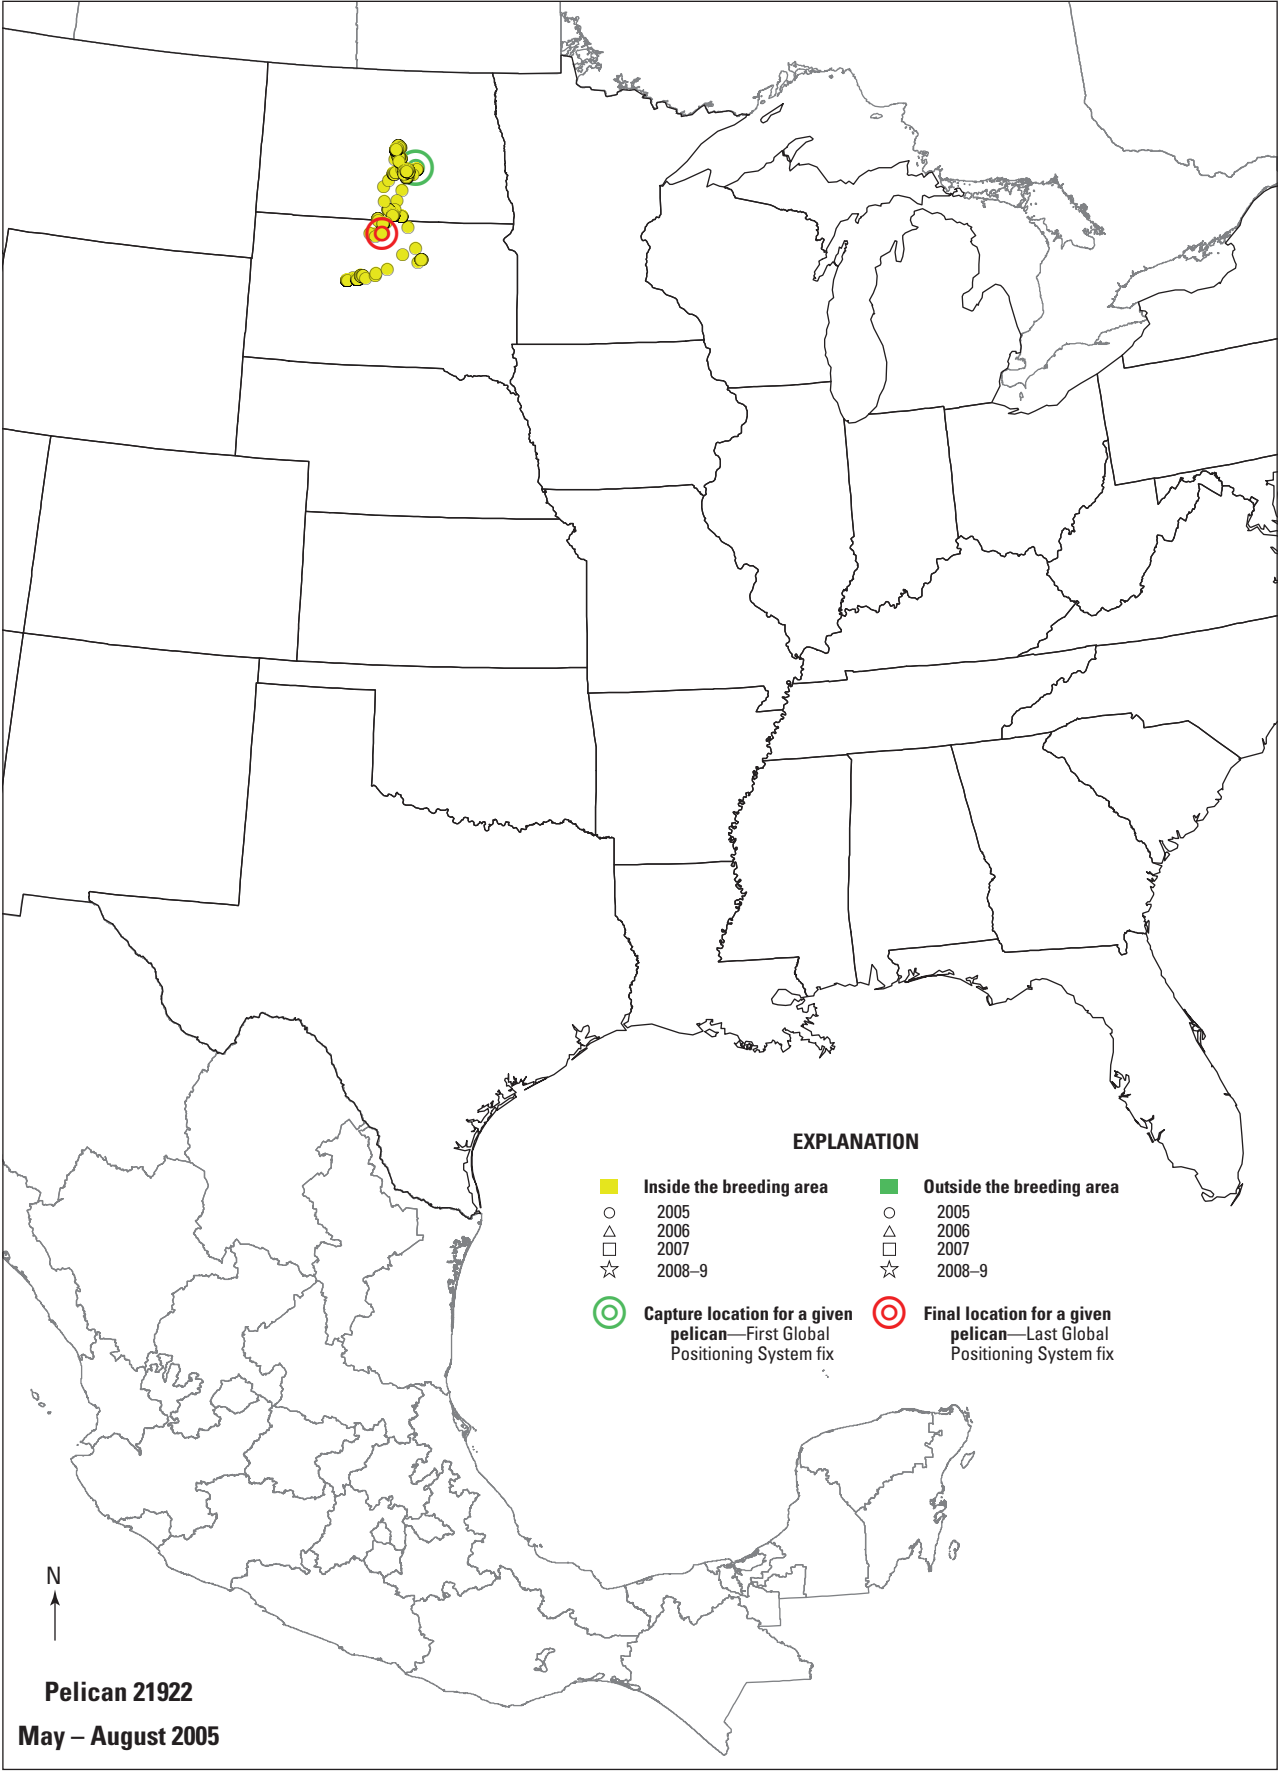 EXPLANATION
Inside the breeding area
2005
2006
2007
2008–9
Outside the breeding area
2005
2006
2007
2008–9
Capture location for a given
pelican—First Global
Positioning System fix
Final location for a given
pelican—Last Global
Positioning System fix
N
Pelican 21922
May – August 2005